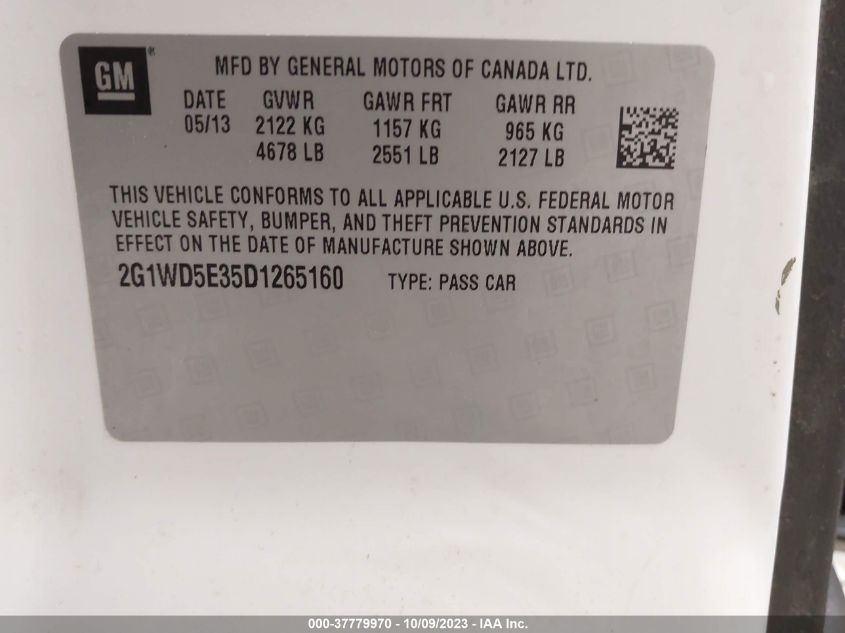 GM®
MFD BY GENERAL MOTORS OF CANADA LTD.
DATE GVWR GAWR FRT GAWR RR
05/13 2122 KG 1157 KG 965 KG
4678 LB 2551 LB 2127 LB
THIS VEHICLE CONFORMS TO ALL APPLICABLE U.S. FEDERAL MOTOR
VEHICLE SAFETY, BUMPER, AND THEFT PREVENTION STANDARDS IN
EFFECT ON THE DATE OF MANUFACTURE SHOWN ABOVE.
2G1WD5E35D1265160 TYPE: PASS CAR
000-37779970 - 10/09/2023 - IAA Inc.